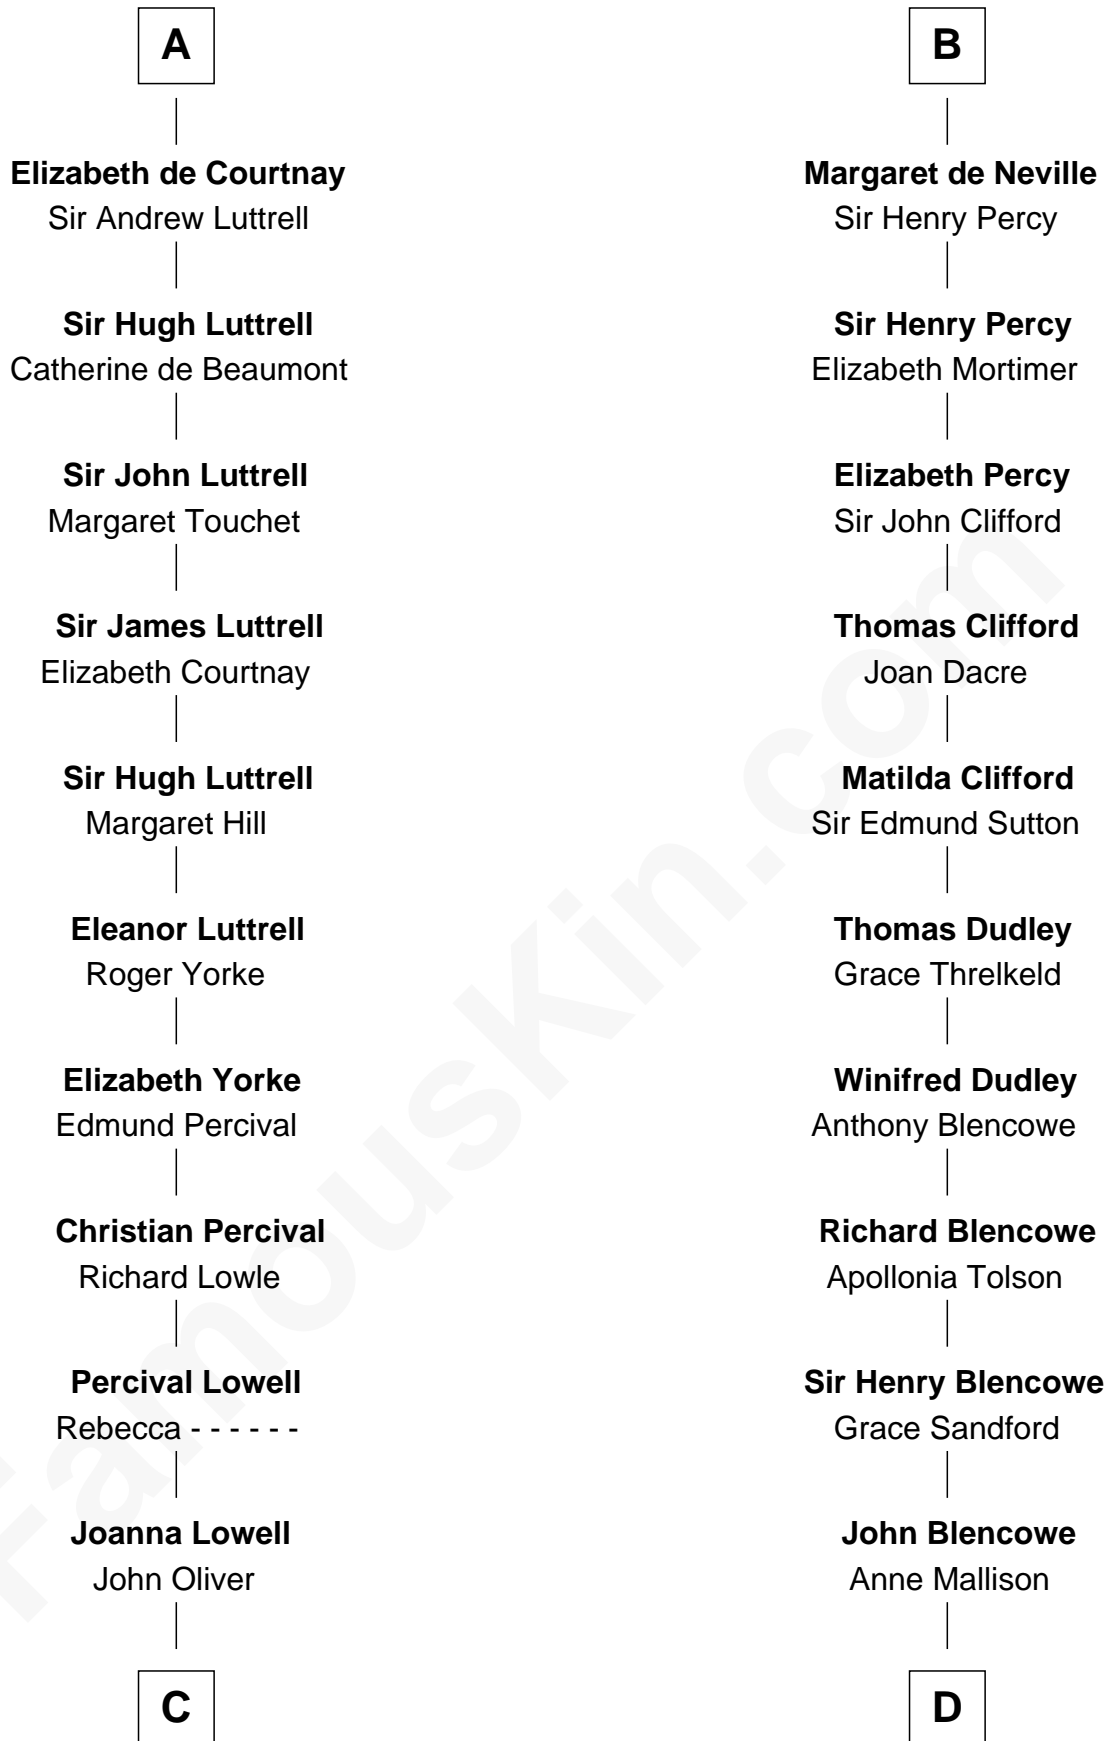 A
Elizabeth de Courtnay
Sir Andrew Luttrell
Sir Hugh Luttrell
Catherine de Beaumont
Sir John Luttrell
Margaret Touchet
Sir James Luttrell
Elizabeth Courtnay
Sir Hugh Luttrell
Margaret Hill
Eleanor Luttrell
Roger Yorke
Elizabeth Yorke
Edmund Percival
Christian Percival
Richard Lowle
Percival Lowell
Rebecca - - - - - -
Joanna Lowell
John Oliver
C
B
Margaret de Neville
Sir Henry Percy
Sir Henry Percy
Elizabeth Mortimer
Elizabeth Percy
Sir John Clifford
Thomas Clifford
Joan Dacre
Matilda Clifford
Sir Edmund Sutton
Thomas Dudley
Grace Threlkeld
Winifred Dudley
Anthony Blencowe
Richard Blencowe
Apollonia Tolson
Sir Henry Blencowe
Grace Sandford
John Blencowe
Anne Mallison
D
FamousKin.com